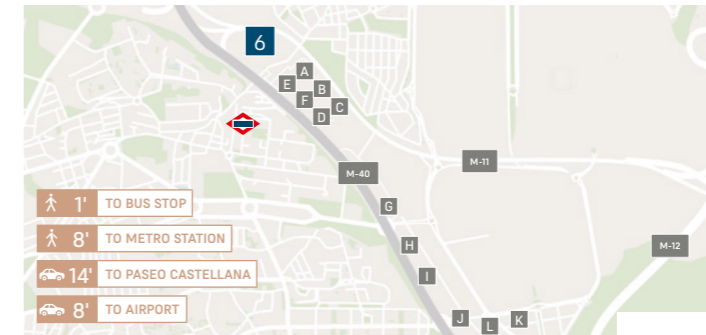 6
A
E
B
F
C
D
M-11
M-40
1' TO BUS STOP
G
8' TO METRO STATION
H
M-12
14' TO PASEO CASTELLANA
I
8' TO AIRPORT
J
K
L